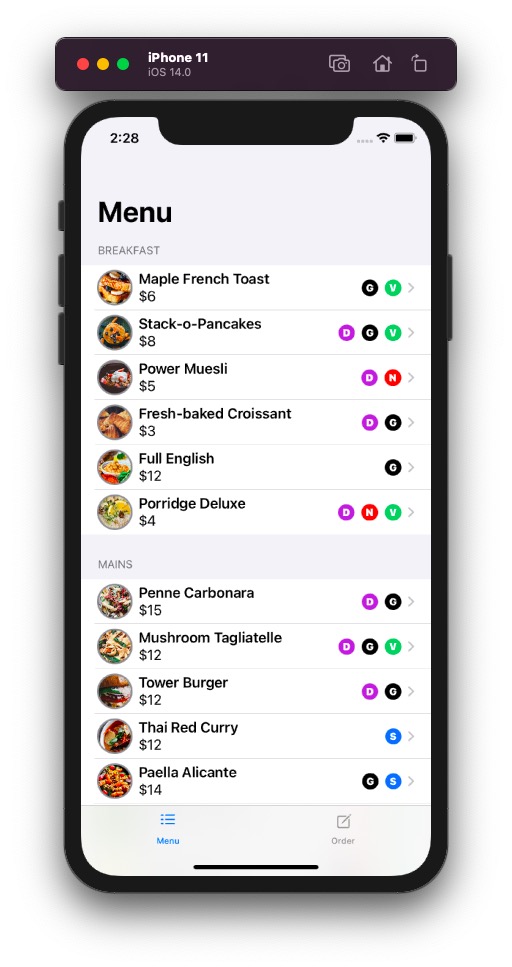 iPhone 11
iOS 14.0
2:28
Menu
BREAKFAST
Maple French Toast
$6
G V
Stack-o-Pancakes
$8
D G V
Power Muesli
$5
D N
Fresh-baked Croissant
$3
D G
Full English
$12
G
Porridge Deluxe
$4
D N V
MAINS
Penne Carbonara
$15
D G
Mushroom Tagliatelle
$12
D G V
Tower Burger
$12
D G
Thai Red Curry
$12
S
Paella Alicante
$14
G S
Menu
Order